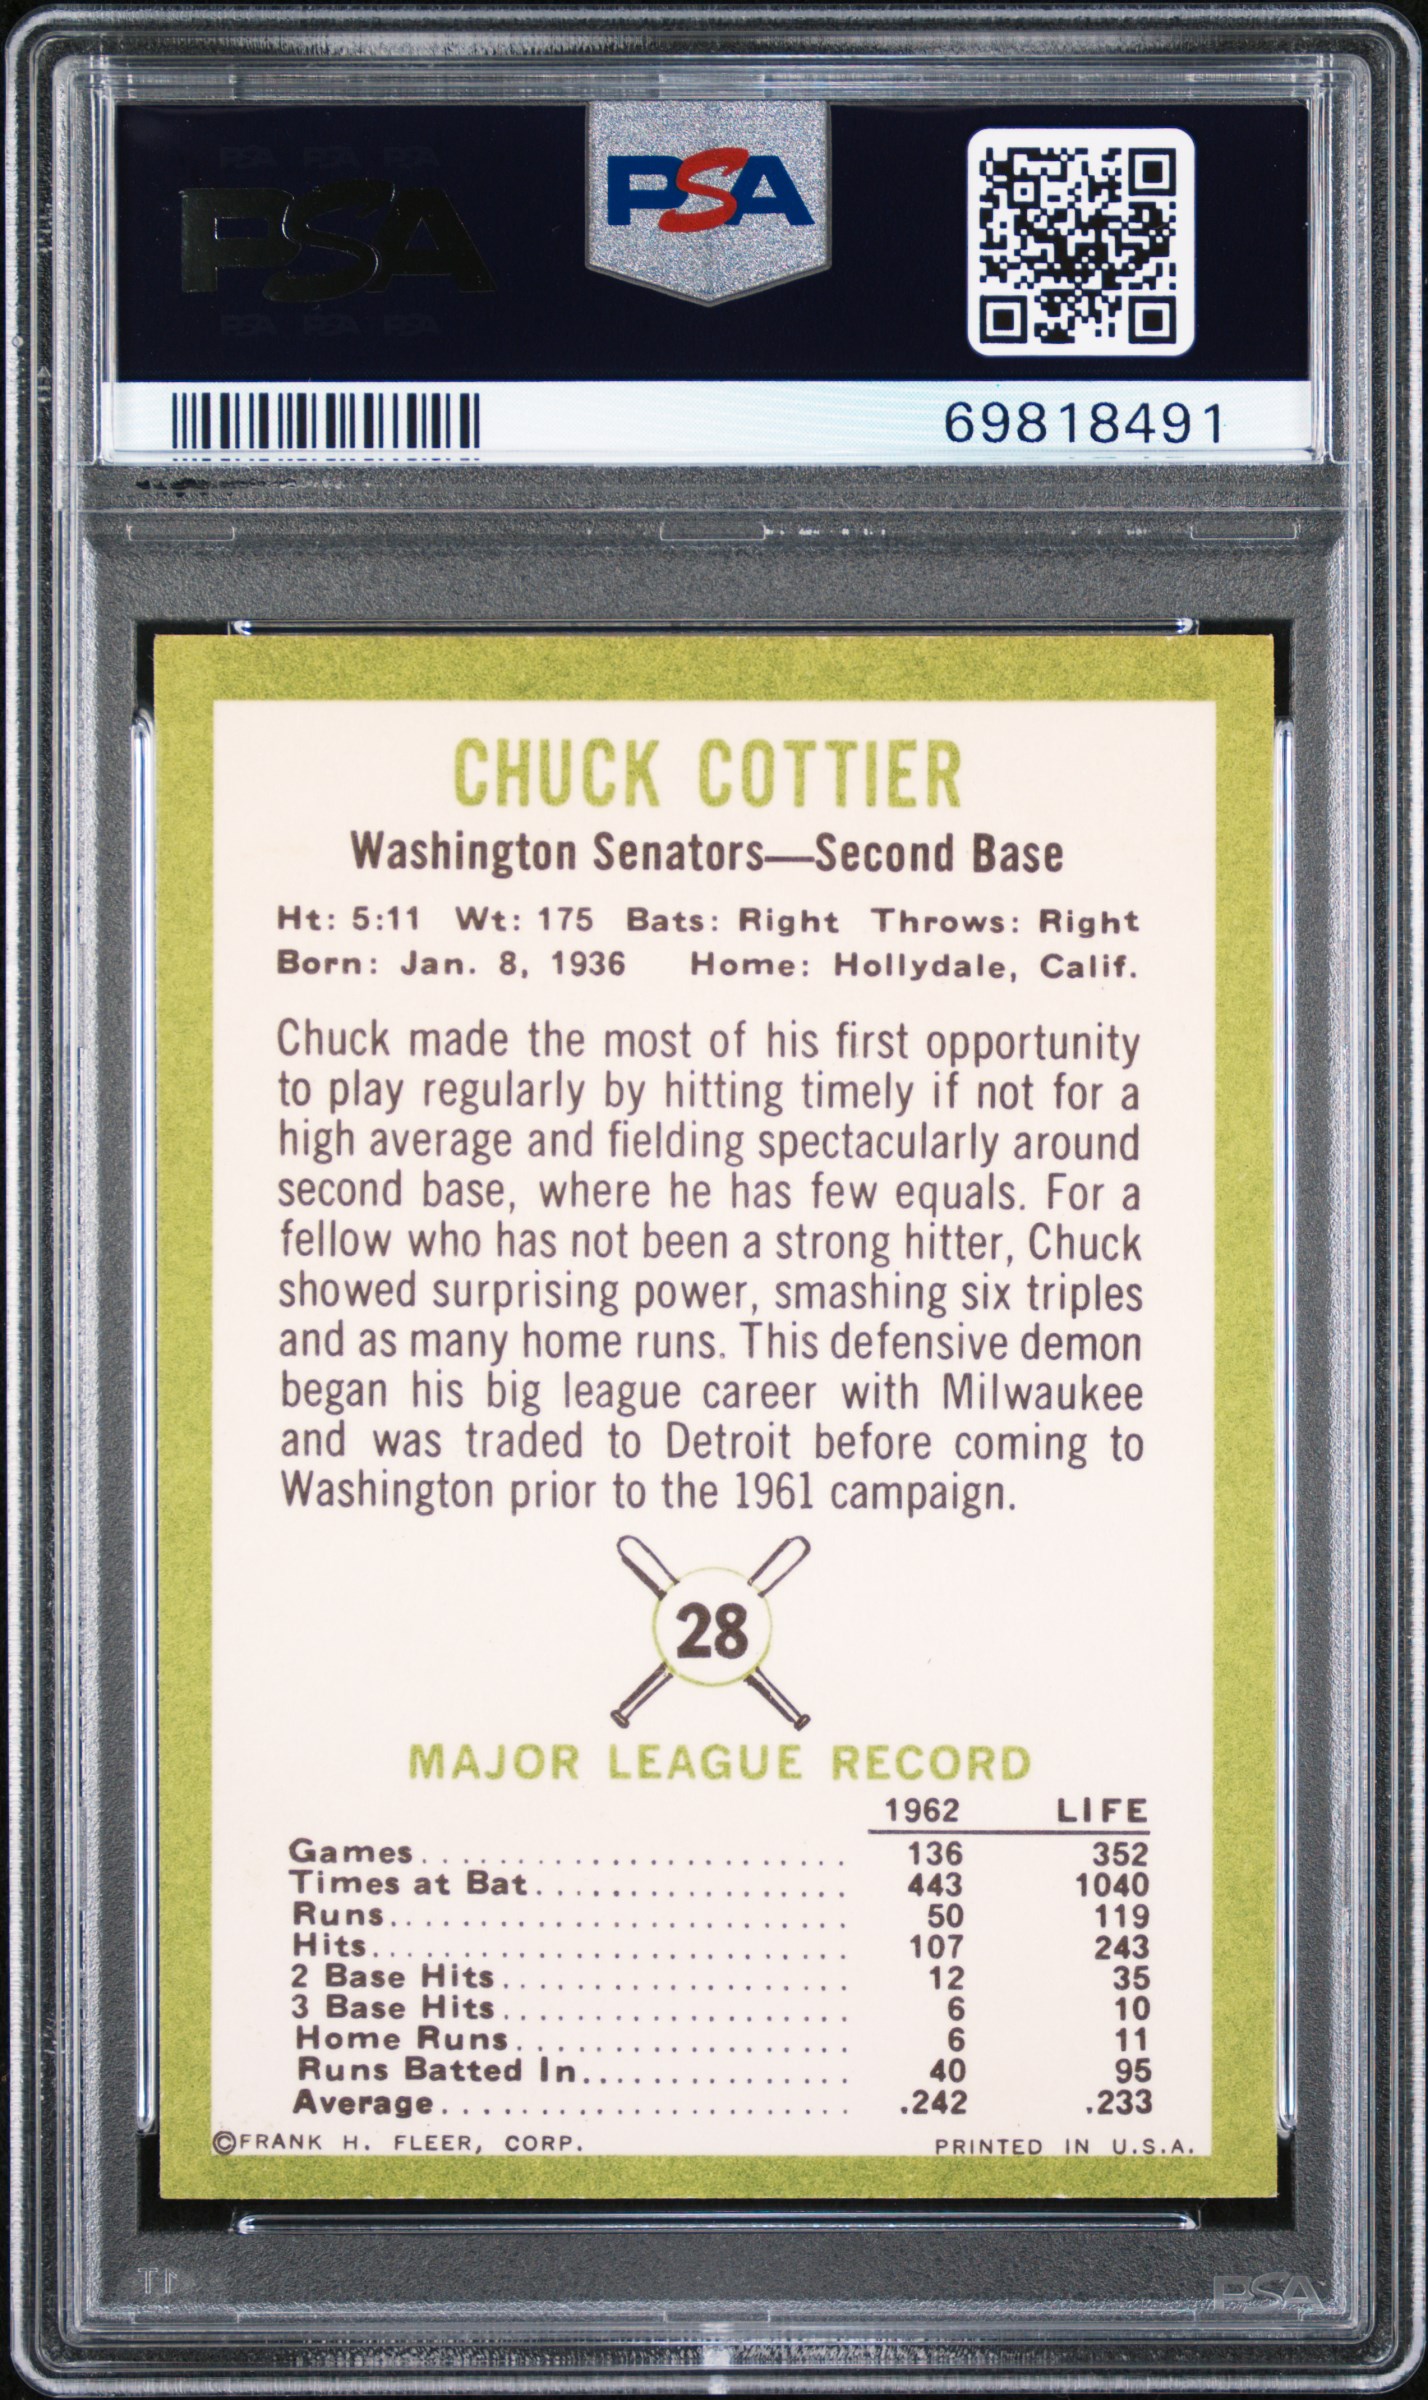 PSA PSA PSA
PSA
PSA PSA PSA
PSA
69818491
CHUCK COTTIER
Washington Senators—Second Base
Ht: 5:11 Wt: 175 Bats: Right Throws: Right
Born: Jan. 8, 1936 Home: Hollydale, Calif.
Chuck made the most of his first opportunity
to play regularly by hitting timely if not for a
high average and fielding spectacularly around
second base, where he has few equals. For a
fellow who has not been a strong hitter, Chuck
showed surprising power, smashing six triples
and as many home runs. This defensive demon
began his big league career with Milwaukee
and was traded to Detroit before coming to
Washington prior to the 1961 campaign.
28
MAJOR LEAGUE RECORD
1962 LIFE
Games........................ 136 352
Times at Bat.................. 443 1040
Runs.......................... 50 119
Hits........................... 107 243
2 Base Hits.................... 12 35
3 Base Hits.................... 6 10
Home Runs................... 6 11
Runs Batted In............... 40 95
Average....................... .242 .233
©FRANK H. FLEER, CORP. PRINTED IN U.S.A.
PSA